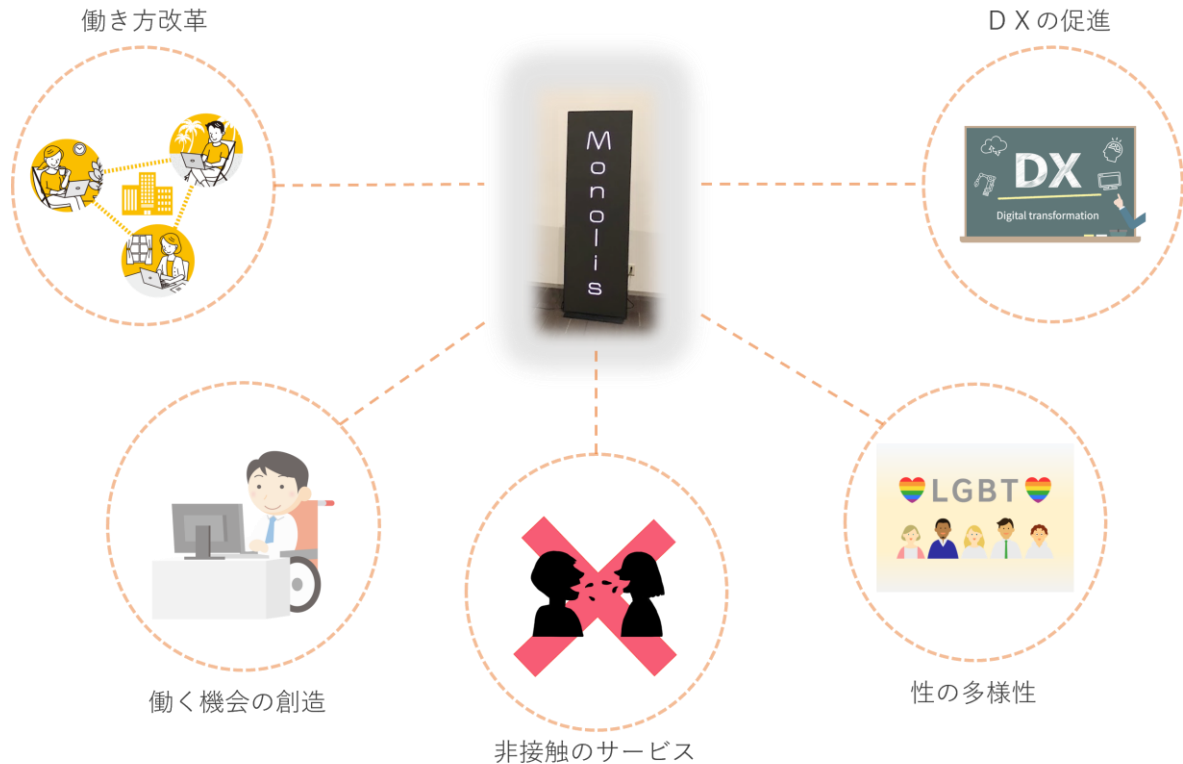 働き方改革
ＤＸの促進
Monolis
DX
Digital transformation
LGBT
働く機会の創造
性の多様性
非接触のサービス